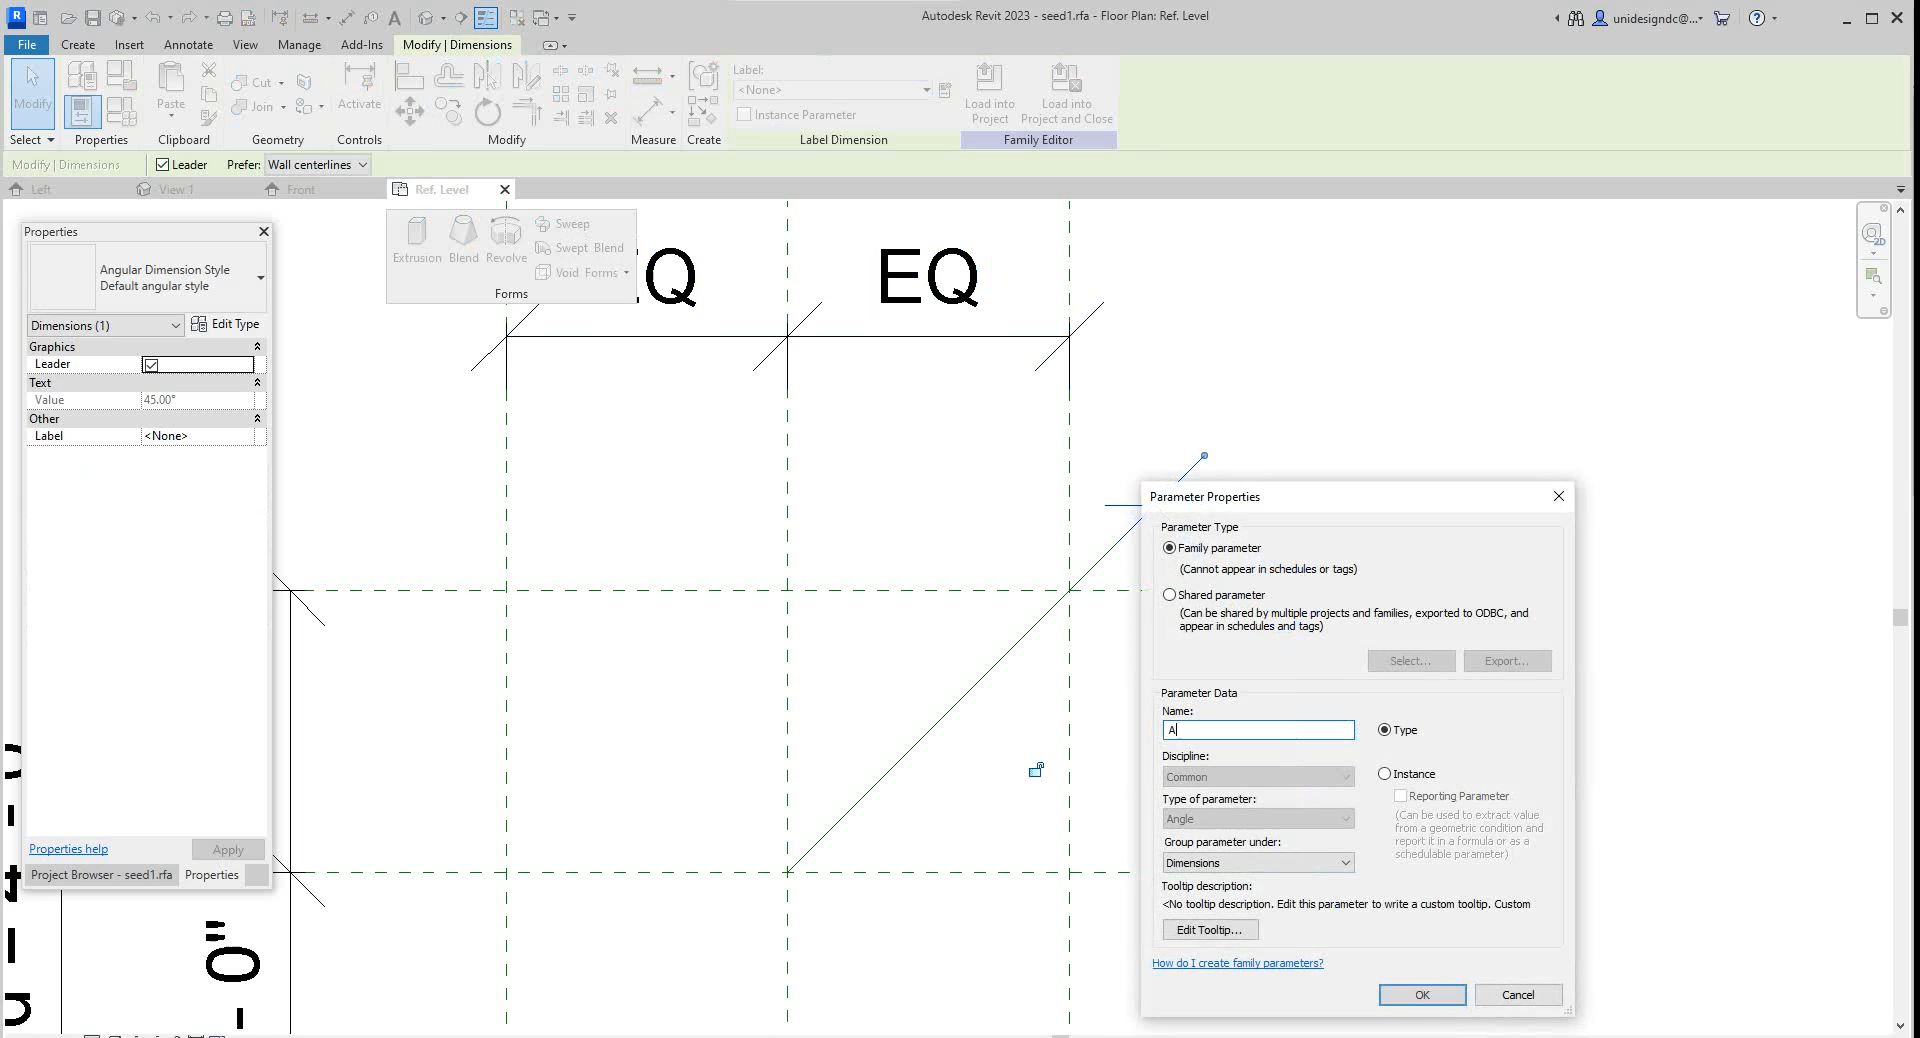 Autodesk Revit 2023 - seed1.rfa - Floor Plan: Ref. Level
unidesigndc@...
File Create Insert Annotate View Manage Add-Ins Modify | Dimensions
Modify
Paste
Cut
Join
Activate
Label:
<None>
Instance Parameter
Load into Project
Load into Project and Close
Select Properties Clipboard Geometry Controls Modify Measure Create Label Dimension Family Editor
Modify | Dimensions Leader Prefer: Wall centerlines
Left View 1 Front Ref. Level
Extrusion Blend Revolve
Sweep
Swept Blend
Void Forms
Forms
EQ
2D
Properties
Angular Dimension Style
Default angular style
Dimensions (1) Edit Type
Graphics
Leader
Text
Value 45.00°
Other
Label <None>
Properties help Apply
Project Browser - seed1.rfa Properties
Parameter Properties
Parameter Type
Family parameter
(Cannot appear in schedules or tags)
Shared parameter
(Can be shared by multiple projects and families, exported to ODBC, and
appear in schedules and tags)
Select... Export...
Parameter Data
Name:
A
Type
Discipline:
Common
Instance
Type of parameter:
Reporting Parameter
Angle
(Can be used to extract value
from a geometric condition and
report it in a formula or as a
schedulable parameter)
Group parameter under:
Dimensions
Tooltip description:
<No tooltip description. Edit this parameter to write a custom tooltip. Custom
Edit Tooltip...
How do I create family parameters?
OK Cancel
- 0"